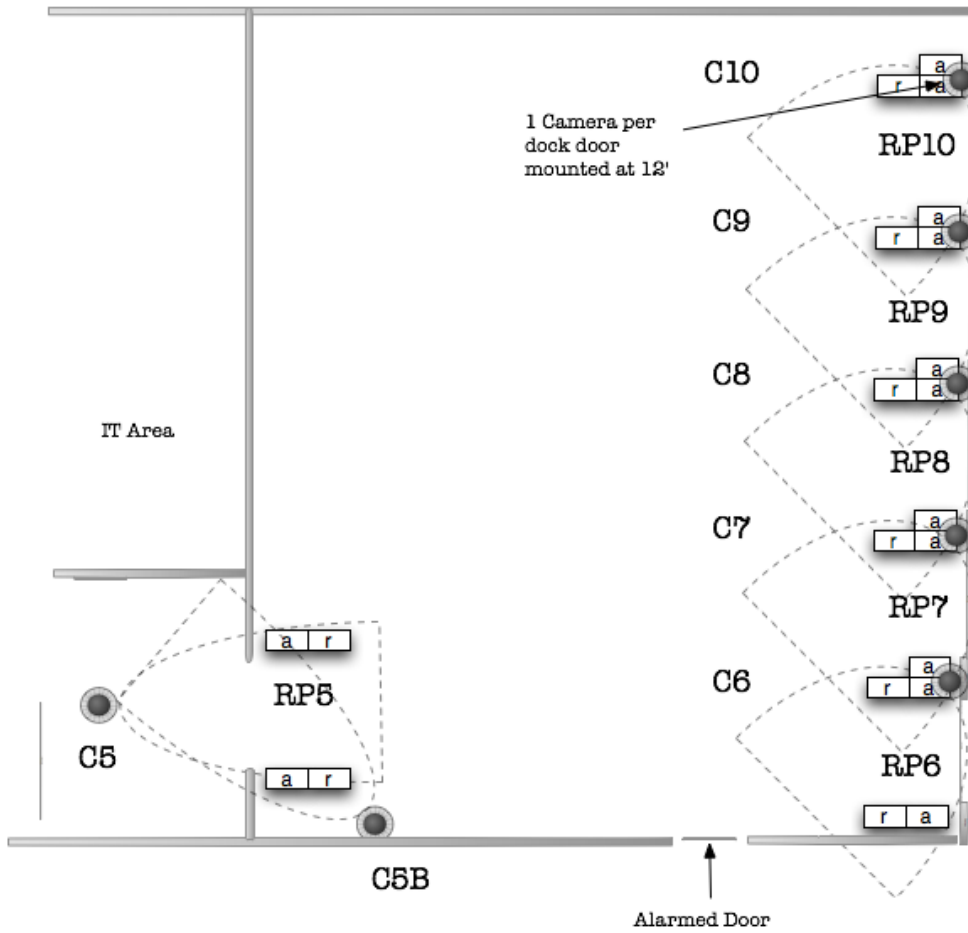 C10
a
r a
1 Camera per
dock door
mounted at 12'
RP10
C9
a
r a
RP9
C8
a
r a
IT Area
RP8
C7
a
r a
RP7
a r
C6
a
r a
RP5
C5
RP6
a r
r a
C5B
Alarmed Door